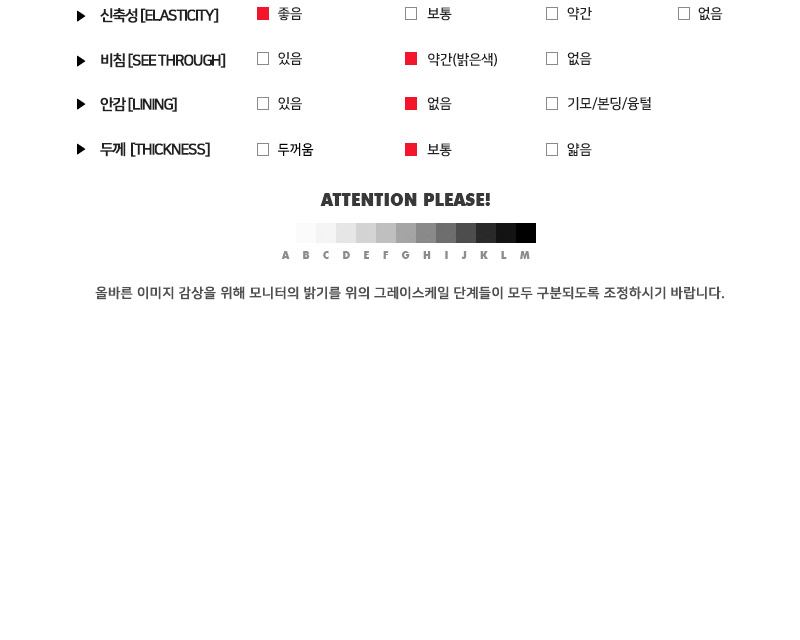 ▶ 신축성 [ELASTICITY] ■ 좋음 □ 보통 □ 약간 □ 없음
▶ 비침 [SEE THROUGH] □ 있음 ■ 약간(밝은색) □ 없음
▶ 안감 [LINING] □ 있음 ■ 없음 □ 기모/본딩/융털
▶ 두께 [THICKNESS] □ 두꺼움 ■ 보통 □ 얇음
ATTENTION PLEASE!
A B C D E F G H I J K L M
올바른 이미지 감상을 위해 모니터의 밝기를 위의 그레이스케일 단계들이 모두 구분되도록 조정하시기 바랍니다.